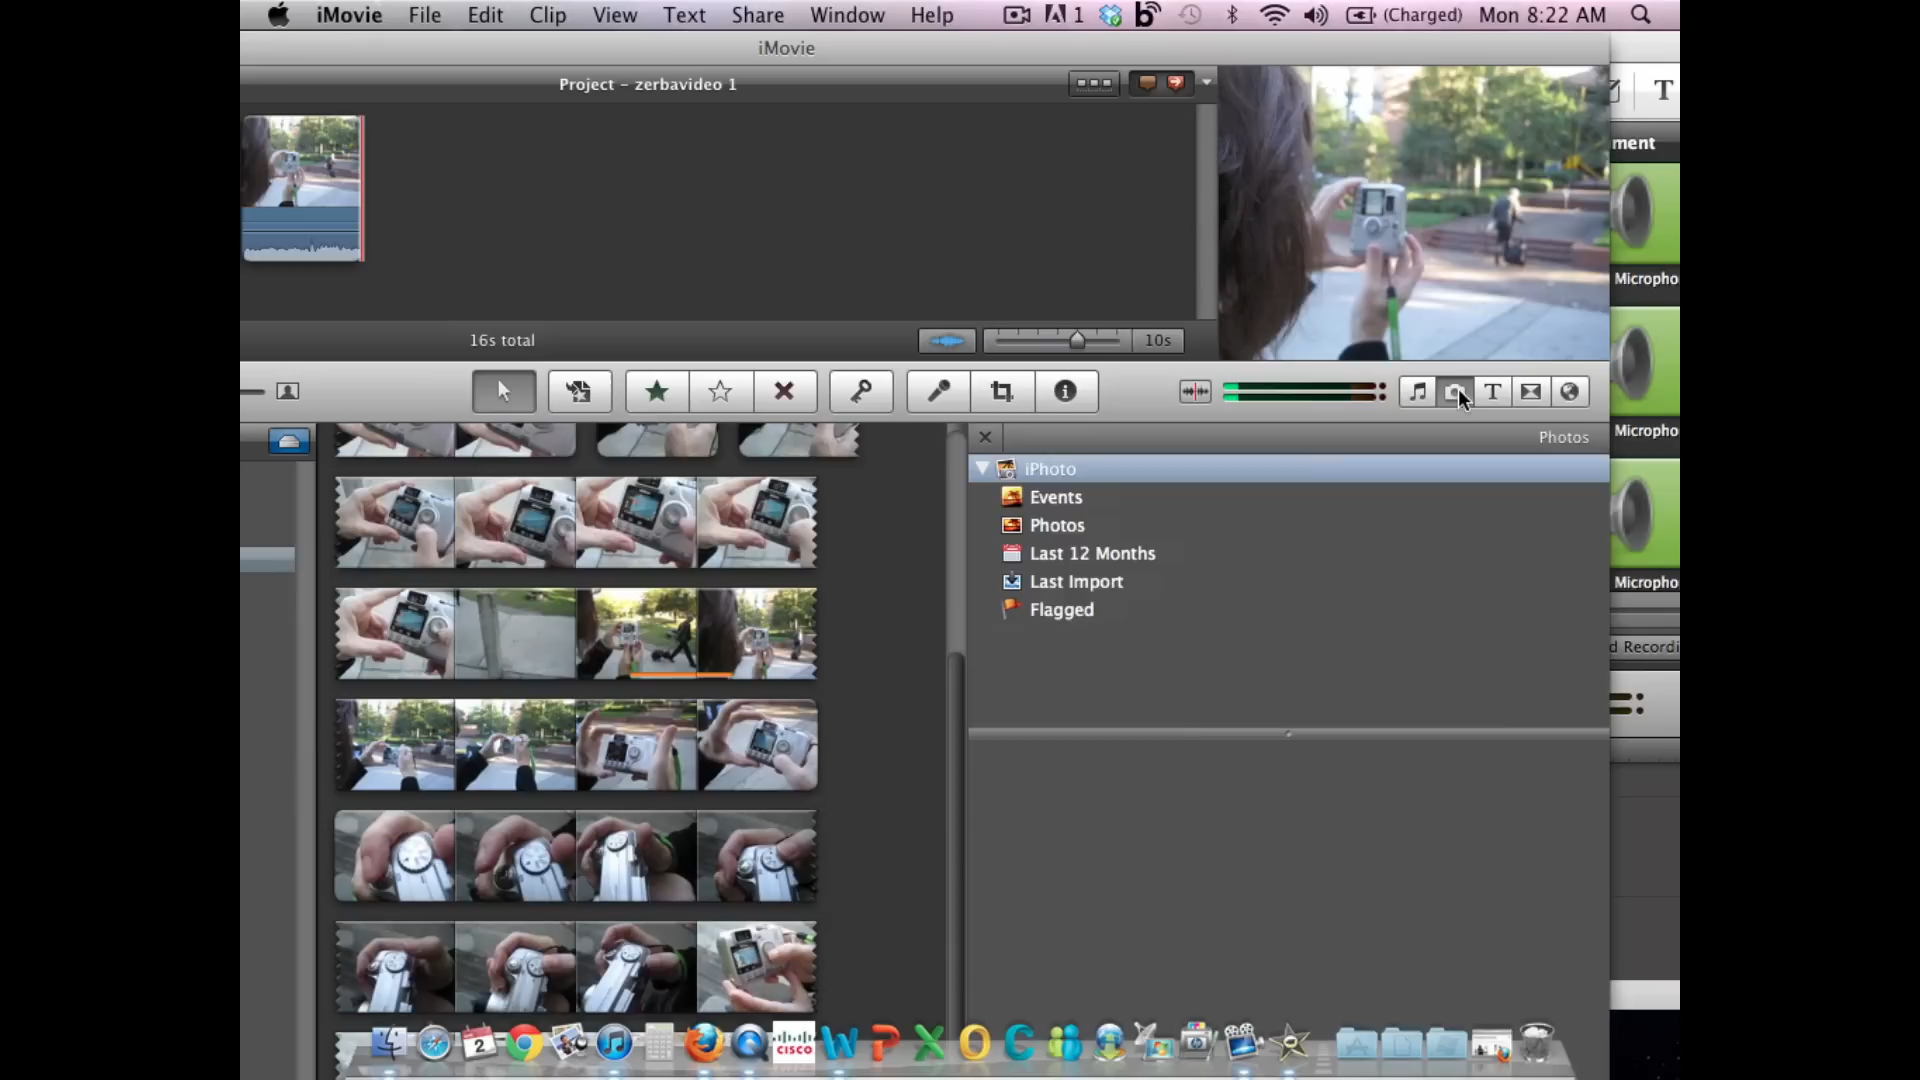 iMovie File Edit Clip View Text Share Window Help 1 (Charged) Mon 8:22 AM
iMovie
Project - zerbavideo 1
T
ment
Micropho
16s total
10s
T
Micropho
Photos
iPhoto
Events
Photos
Last 12 Months
Last Import
Flagged
Micropho
d Recordi
2
CISCO
W P X O C